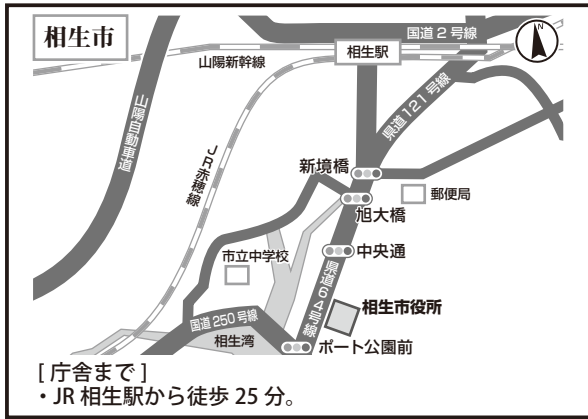 相生市
国道2号線
N
相生駅
山陽新幹線
県道121号線
山陽自動車道
JR赤穂線
新境橋
郵便局
旭大橋
市立中学校
中央通
県道64号線
相生市役所
国道250号線
相生湾
ポート公園前
[庁舎まで]
・JR相生駅から徒歩25分。